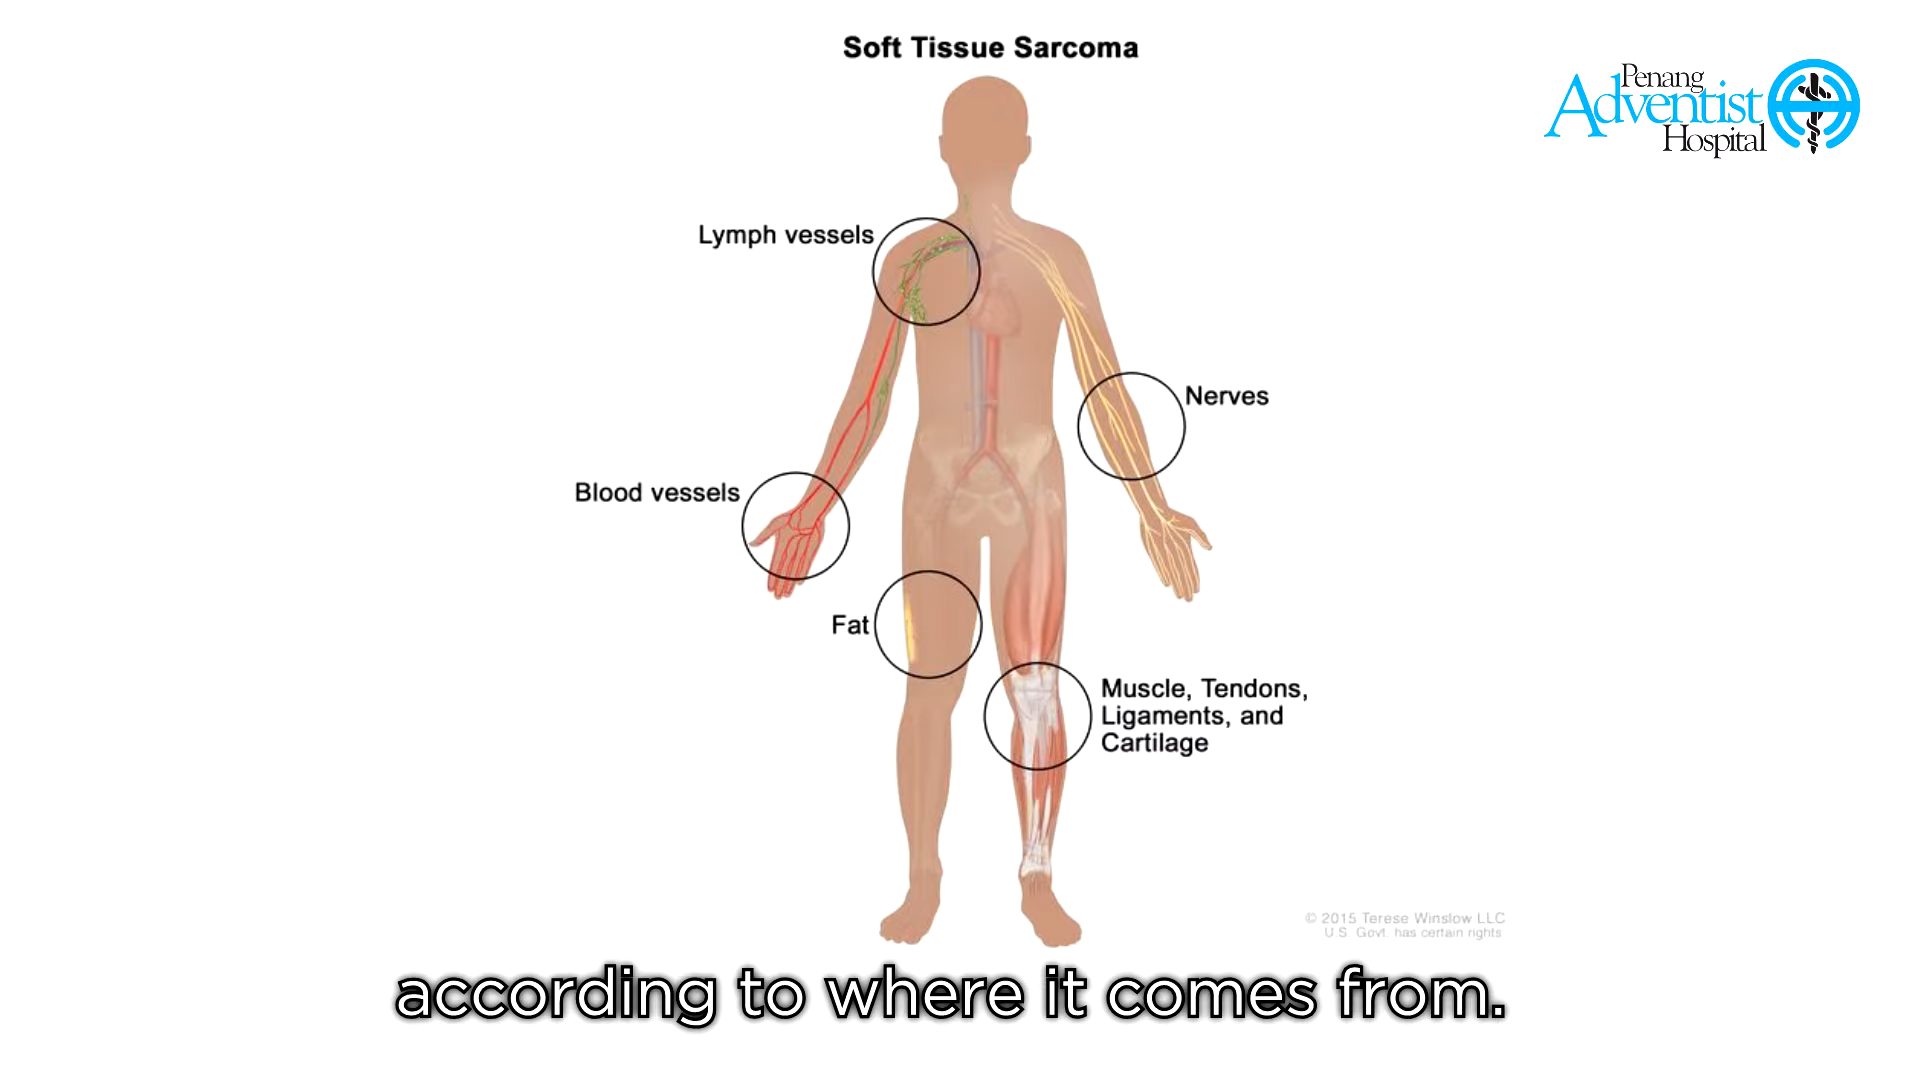 Soft Tissue Sarcoma
Penang
Adventist
Hospital
Lymph vessels
Nerves
Blood vessels
Fat
Muscle, Tendons,
Ligaments, and
Cartilage
© 2015 Terese Winslow LLC
U.S. Govt. has certain rights
according to where it comes from.